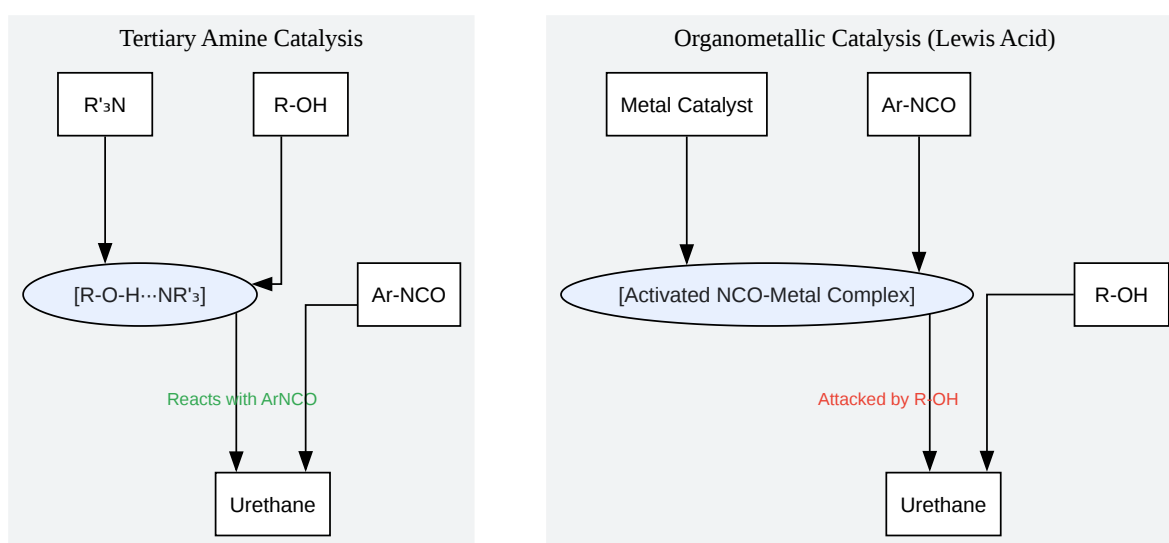 Tertiary Amine Catalysis
R'₃N
R-OH
[R-O-H···NR'₃]
Ar-NCO
Reacts with ArNCO
Urethane
Organometallic Catalysis (Lewis Acid)
Metal Catalyst
Ar-NCO
[Activated NCO-Metal Complex]
R-OH
Attacked by R-OH
Urethane